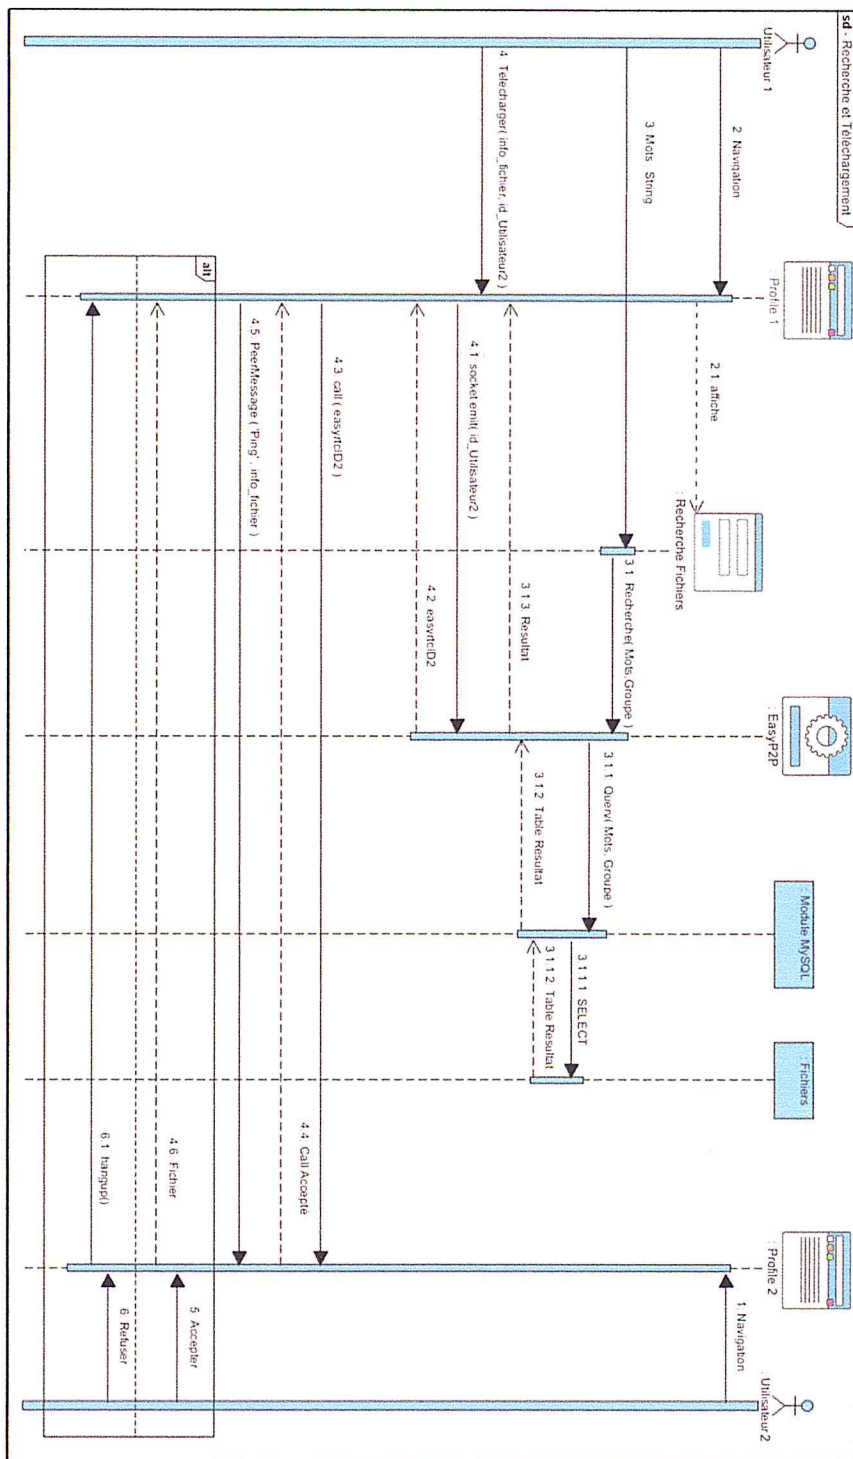 sd - Recherche et Téléchargement
: Utilisateur 1
: Profile 1
: Recherche Fichiers
: EasyP2P
: Module MySQL
: Fichiers
: Profile 2
: Utilisateur 2
1. Navigation
2. Navigation
2.1 affiche
3. Mots : String
3.1. Recherche( Mots,Groupe )
3.1.1. Query( Mots, Groupe )
3.1.1.1 SELECT
3.1.1.2. Table Resultat
3.1.2. Table Resultat
3.1.3. Resultat
4. Telecharger( info_fichier, id_Utilisateur2 )
4.1. socket emit( id_Utilisateur2 )
4.2. easyrtcID2
4.3. call ( easyrtcID2 )
4.4. Call Accepté
4.5. PeerMessage ( 'Ping' , info_fichier )
alt
5. Accepter
4.6. Fichier
6. Refuser
6.1. hangup()